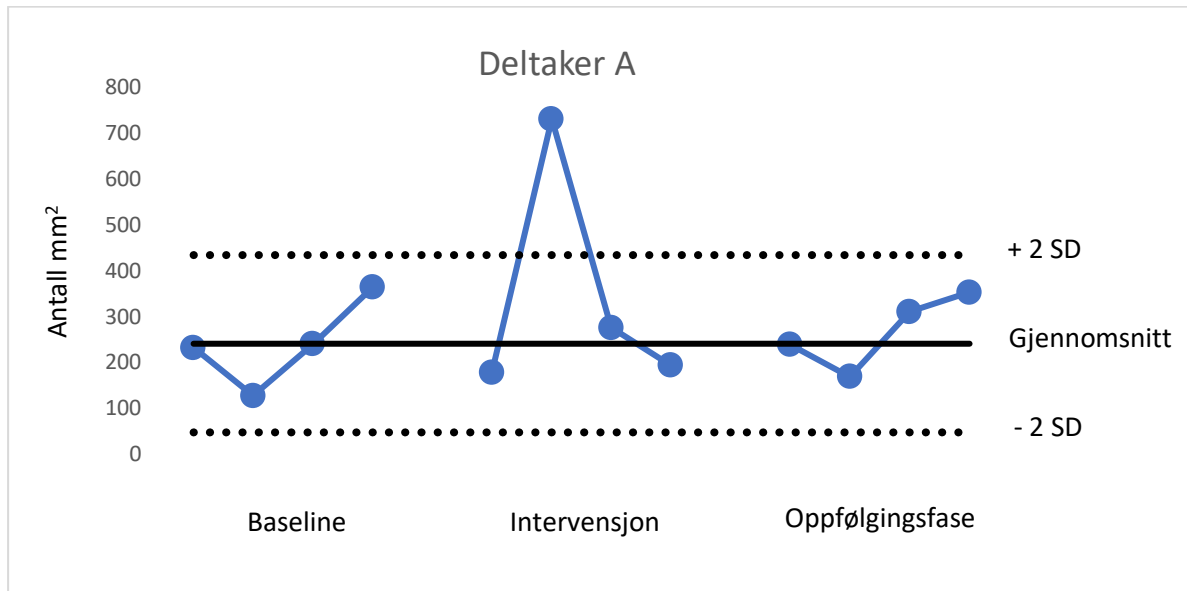 Deltaker A
800
700
600
500
400
300
200
100
0
Antall mm²
+ 2 SD
Gjennomsnitt
- 2 SD
Baseline Intervensjon Oppfølgingsfase